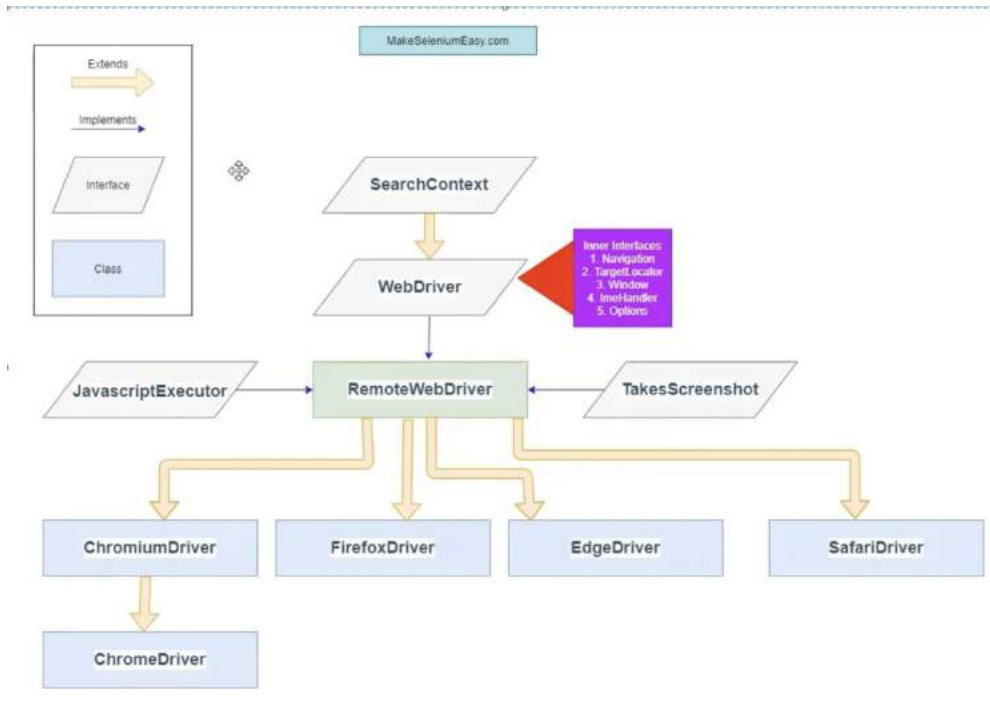 MakeSeleniumEasy.com
Extends
Implements
Interface
Class
SearchContext
WebDriver
Inner Interfaces
1. Navigation
2. TargetLocator
3. Window
4. ImeHandler
5. Options
JavascriptExecutor
RemoteWebDriver
TakesScreenshot
ChromiumDriver
FirefoxDriver
EdgeDriver
SafariDriver
ChromeDriver